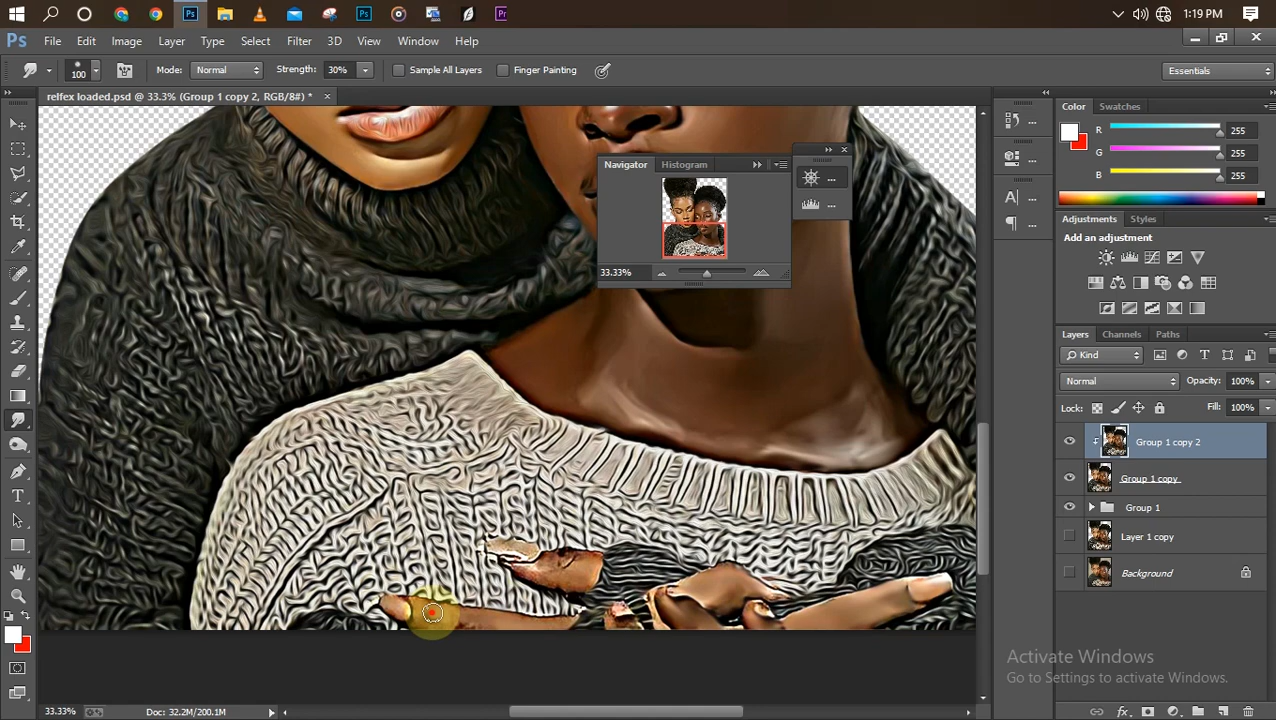 1:19 PM
Ps File Edit Image Layer Type Select Filter 3D View Window Help
100 Mode: Normal Strength: 30% Sample All Layers Finger Painting Essentials
relfex loaded.psd @ 33.3% (Group 1 copy 2, RGB/8#) * ×
Color Swatches
R 255
G 255
B 255
Navigator Histogram
33.33%
Adjustments Styles
Add an adjustment
Layers Channels Paths
Kind
Normal Opacity: 100%
Lock: Fill: 100%
Group 1 copy 2
Group 1 copy
Group 1
Layer 1 copy
Background
Activate Windows
Go to Settings to activate Windows.
33.33% Doc: 32.2M/200.1M
fx